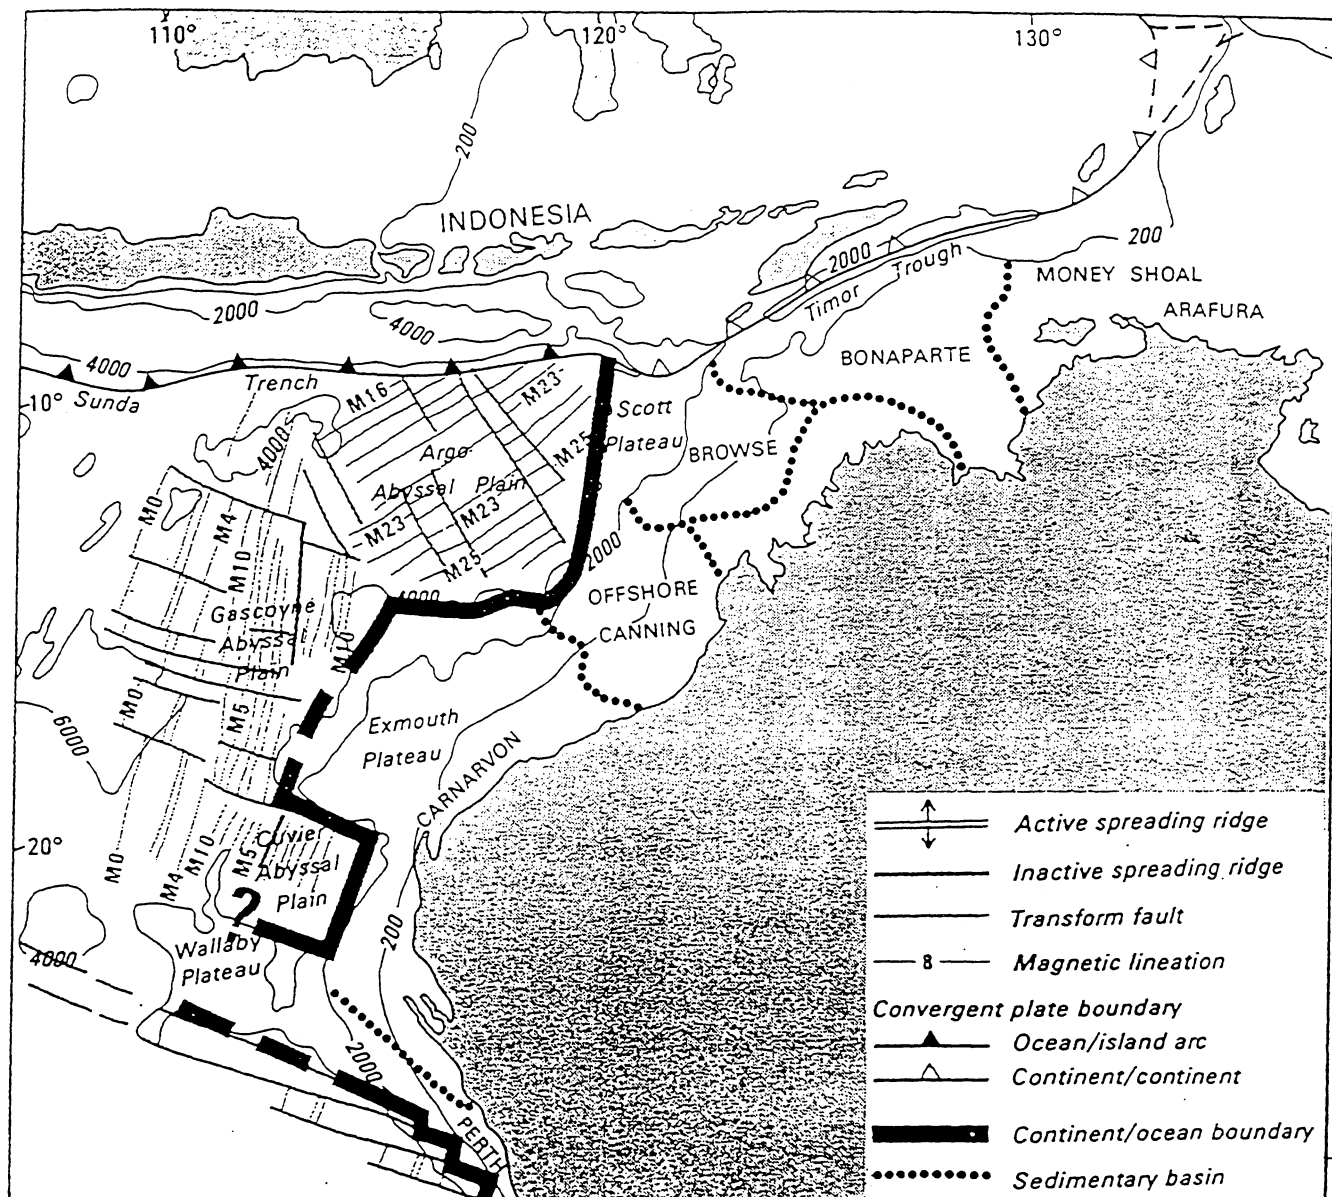 110°
120°
130°
200
INDONESIA
200
2000
Timor Trough
MONEY SHOAL
ARAFURA
2000
4000
BONAPARTE
4000
Trench
Sunda
10°
M16
M23
Scott
Plateau
4000
Argo
M25
BROWSE
Abyssal Plain
M0
M4
M23
M23
M10
M25
2000
4000
OFFSHORE
CANNING
Gascoyne
Abyssal
Plain
M10
M0
M5
6000
Exmouth
Plateau
CARNARVON
20°
Cuvier
Abyssal
Plain
M0
M4
M10
M5
?
200
Wallaby
Plateau
4000
2000
PERTH
Active spreading ridge
Inactive spreading ridge
Transform fault
8 Magnetic lineation
Convergent plate boundary
Ocean/island arc
Continent/continent
Continent/ocean boundary
Sedimentary basin